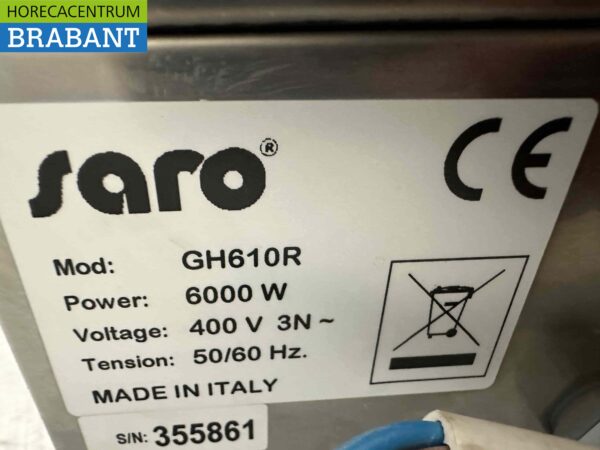 HORECACENTRUM
BRABANT
saro®
CE
Mod: GH610R
Power: 6000 W
Voltage: 400 V 3N ~
Tension: 50/60 Hz.
MADE IN ITALY
S/N: 355861